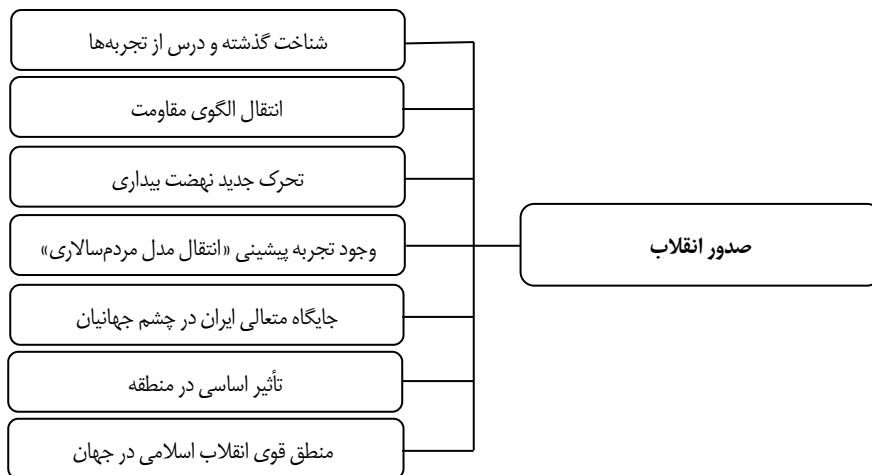 صدور انقلاب
شناخت گذشته و درس از تجربه‌ها
انتقال الگوی مقاومت
تحرک جدید نهضت بیداری
وجود تجربه پیشینی «انتقال مدل مردم‌سالاری»
جایگاه متعالی ایران در چشم جهانیان
تأثیر اساسی در منطقه
منطق قوی انقلاب اسلامی در جهان